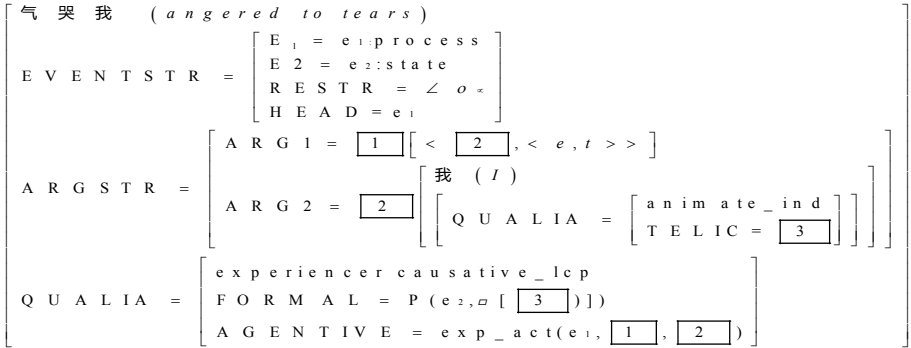 气哭我 (angered to tears)
E1 = e1:process
E2 = e2:state
EVENTSTR =
RESTR = ∠ o ∝
HEAD=e1
ARG1 = 1 [< 2 ,< e,t >>]
ARGSTR =
我 (I)
ARG2 = 2
QUALIA =
animate_ind
TELIC= 3
experiencer causative_lcp
QUALIA =
FORMAL = P(e2,▱ [ 3 )])
AGENTIVE = exp_act(e1, 1 , 2 )